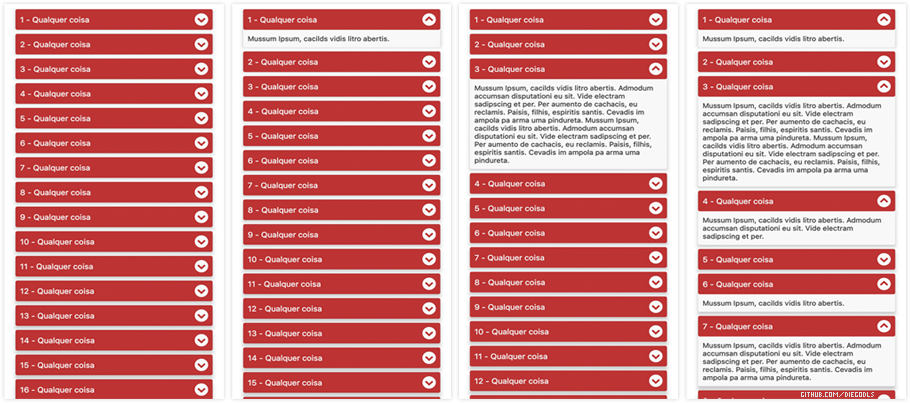 1 - Qualquer coisa
2 - Qualquer coisa
3 - Qualquer coisa
4 - Qualquer coisa
5 - Qualquer coisa
6 - Qualquer coisa
7 - Qualquer coisa
8 - Qualquer coisa
9 - Qualquer coisa
10 - Qualquer coisa
11 - Qualquer coisa
12 - Qualquer coisa
13 - Qualquer coisa
14 - Qualquer coisa
15 - Qualquer coisa
16 - Qualquer coisa
1 - Qualquer coisa
Mussum Ipsum, cacilds vidis litro abertis.
2 - Qualquer coisa
3 - Qualquer coisa
4 - Qualquer coisa
5 - Qualquer coisa
6 - Qualquer coisa
7 - Qualquer coisa
8 - Qualquer coisa
9 - Qualquer coisa
10 - Qualquer coisa
11 - Qualquer coisa
12 - Qualquer coisa
13 - Qualquer coisa
14 - Qualquer coisa
15 - Qualquer coisa
1 - Qualquer coisa
2 - Qualquer coisa
3 - Qualquer coisa
Mussum Ipsum, cacilds vidis litro abertis. Admodum
accumsan disputationi eu sit. Vide electram
sadipscing et per. Per aumento de cachacis, eu
reclamis. Paisis, filhis, espiritis santis. Cevadis im
ampola pa arma uma pindureta. Mussum Ipsum,
cacilds vidis litro abertis. Admodum accumsan
disputationi eu sit. Vide electram sadipscing et per.
Per aumento de cachacis, eu reclamis. Paisis, filhis,
espiritis santis. Cevadis im ampola pa arma uma
pindureta.
4 - Qualquer coisa
5 - Qualquer coisa
6 - Qualquer coisa
7 - Qualquer coisa
8 - Qualquer coisa
9 - Qualquer coisa
10 - Qualquer coisa
11 - Qualquer coisa
12 - Qualquer coisa
1 - Qualquer coisa
Mussum Ipsum, cacilds vidis litro abertis.
2 - Qualquer coisa
3 - Qualquer coisa
Mussum Ipsum, cacilds vidis litro abertis. Admodum
accumsan disputationi eu sit. Vide electram
sadipscing et per. Per aumento de cachacis, eu
reclamis. Paisis, filhis, espiritis santis. Cevadis im
ampola pa arma uma pindureta. Mussum Ipsum,
cacilds vidis litro abertis. Admodum accumsan
disputationi eu sit. Vide electram sadipscing et per.
Per aumento de cachacis, eu reclamis. Paisis, filhis,
espiritis santis. Cevadis im ampola pa arma uma
pindureta.
4 - Qualquer coisa
Mussum Ipsum, cacilds vidis litro abertis. Admodum
accumsan disputationi eu sit. Vide electram
sadipscing et per.
5 - Qualquer coisa
6 - Qualquer coisa
Mussum Ipsum, cacilds vidis litro abertis.
7 - Qualquer coisa
Mussum Ipsum, cacilds vidis litro abertis. Admodum
accumsan disputationi eu sit. Vide electram
sadipscing et per. Per aumento de cachacis, eu
reclamis. Paisis, filhis, espiritis santis. Cevadis im
ampola pa arma uma pindureta.
GITHUB.COM/DIEGOLS